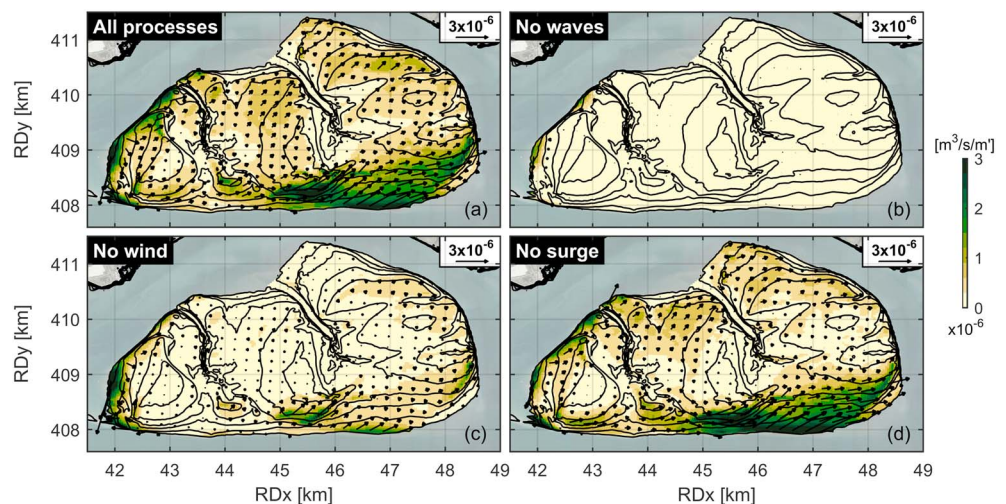 All processes
3x10-6
No waves
3x10-6
411
410
409
408
RDy [km]
(a)
(b)
[m3/s/m']
3
2
1
0
x10-6
No wind
3x10-6
No surge
3x10-6
411
410
409
408
RDy [km]
(c)
(d)
42 43 44 45 46 47 48 49
42 43 44 45 46 47 48 49
RDx [km]
RDx [km]